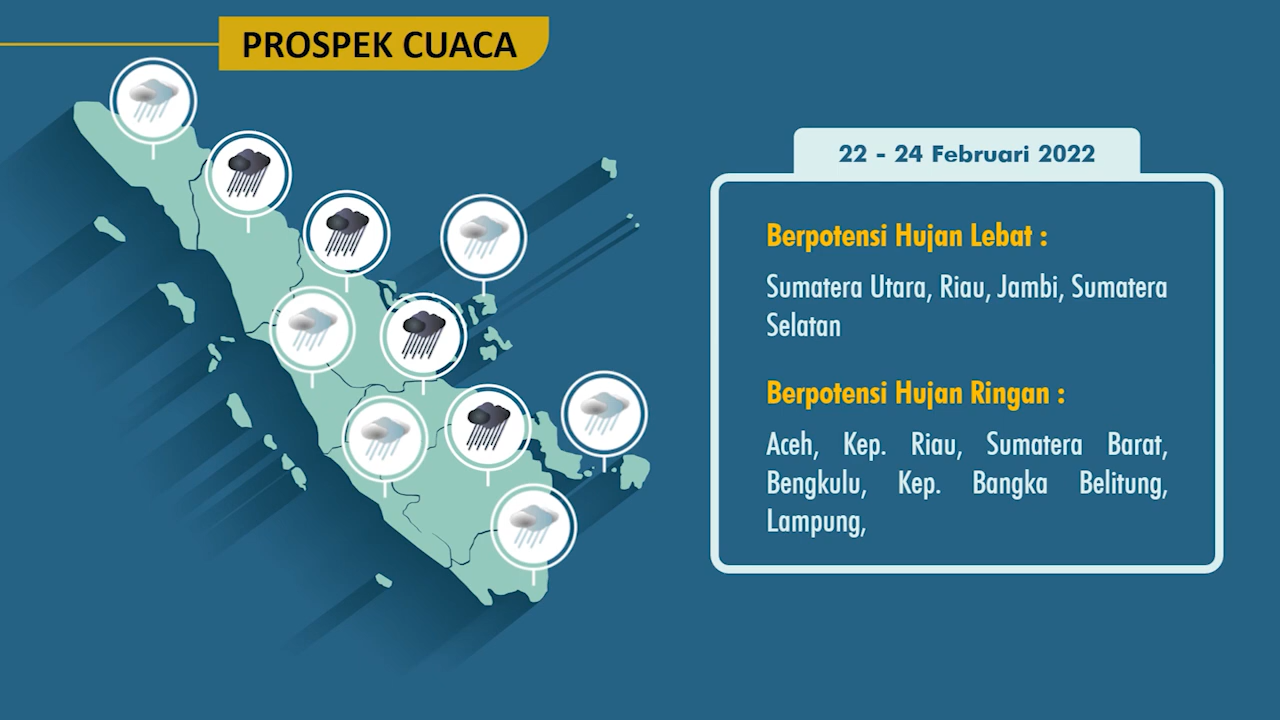 PROSPEK CUACA
22 - 24 Februari 2022
Berpotensi Hujan Lebat :
Sumatera Utara, Riau, Jambi, Sumatera
Selatan
Berpotensi Hujan Ringan :
Aceh, Kep. Riau, Sumatera Barat,
Bengkulu, Kep. Bangka Belitung,
Lampung,